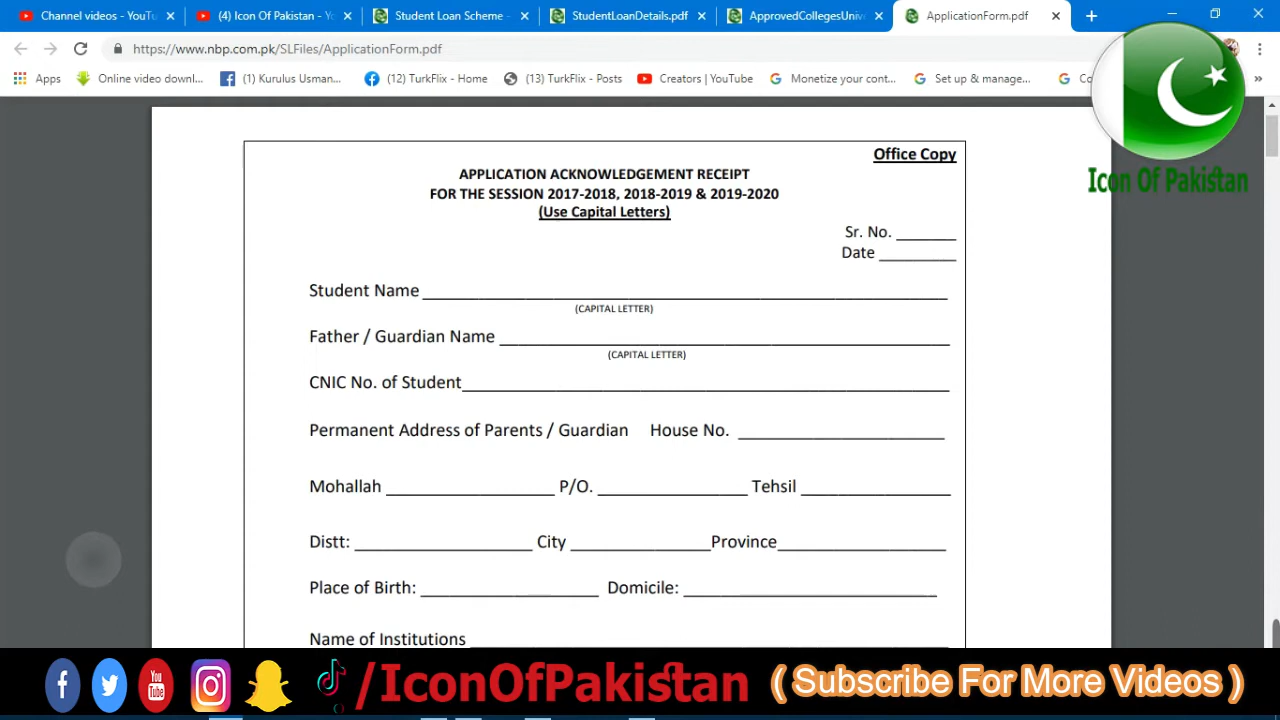 Channel videos - YouTu
(4) Icon Of Pakistan - Yo
Student Loan Scheme -
StudentLoanDetails.pdf
ApprovedCollegesUnive
ApplicationForm.pdf
https://www.nbp.com.pk/SLFiles/ApplicationForm.pdf
Apps
Online video downl...
(1) Kurulus Usman...
(12) TurkFlix - Home
(13) TurkFlix - Posts
Creators | YouTube
Monetize your cont...
Set up & manage...
Icon Of Pakistan
Office Copy
APPLICATION ACKNOWLEDGEMENT RECEIPT
FOR THE SESSION 2017-2018, 2018-2019 & 2019-2020
(Use Capital Letters)
Sr. No. _______
Date _________
Student Name
(CAPITAL LETTER)
Father / Guardian Name
(CAPITAL LETTER)
CNIC No. of Student
Permanent Address of Parents / Guardian House No.
Mohallah P/O. Tehsil
Distt: City Province
Place of Birth: Domicile:
Name of Institutions
You Tube
/IconOfPakistan
( Subscribe For More Videos )